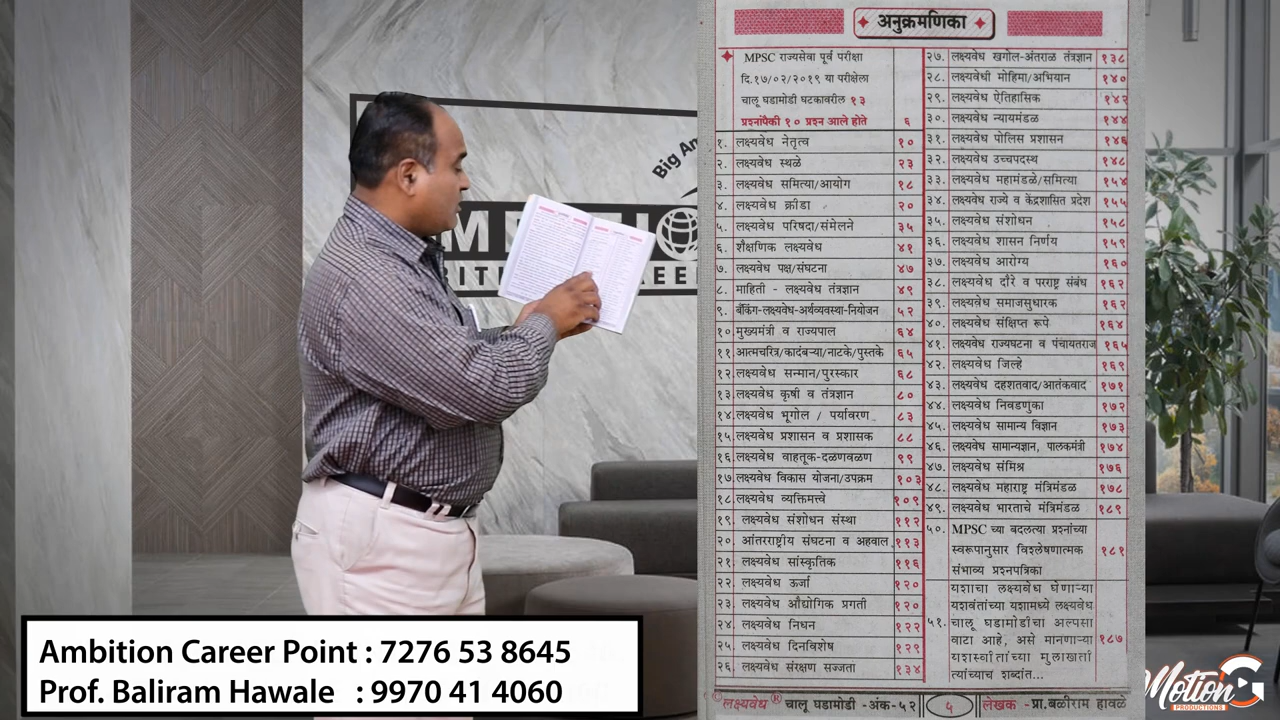 अनुक्रमणिका
MPSC राज्यसेवा पूर्व परीक्षा
दि.१७/०२/२०१९ या परीक्षेला
चालू घडामोडी घटकावरील १३
प्रश्नांपैकी १० प्रश्न आले होते ६
१. लक्ष्यवेध नेतृत्व १०
२. लक्ष्यवेध स्थळे २३
३. लक्ष्यवेध समित्या/आयोग १८
४. लक्ष्यवेध क्रीडा २०
५. लक्ष्यवेध परिषदा/संमेलने ३५
६. शैक्षणिक लक्ष्यवेध ४१
७. लक्ष्यवेध पक्ष/संघटना ४७
८. माहिती - लक्ष्यवेध तंत्रज्ञान ४९
९. बँकिंग-लक्ष्यवेध-अर्थव्यवस्था-नियोजन ५२
१०. मुख्यमंत्री व राज्यपाल ६४
११ आत्मचरित्र/कादंबऱ्या/नाटके/पुस्तके ६५
१२. लक्ष्यवेध सन्मान/पुरस्कार ६८
१३. लक्ष्यवेध कृषी व तंत्रज्ञान ८०
१४. लक्ष्यवेध भूगोल / पर्यावरण ८३
१५. लक्ष्यवेध प्रशासन व प्रशासक ८८
१६. लक्ष्यवेध वाहतूक-दळणवळण ९९
१७. लक्ष्यवेध विकास योजना/उपक्रम १०३
१८. लक्ष्यवेध व्यक्तिमत्त्वे १०९
१९. लक्ष्यवेध संशोधन संस्था ११२
२०. आंतरराष्ट्रीय संघटना व अहवाल ११३
२१. लक्ष्यवेध सांस्कृतिक ११६
२२. लक्ष्यवेध ऊर्जा १२०
२३. लक्ष्यवेध औद्योगिक प्रगती १२०
२४. लक्ष्यवेध निधन १२२
२५. लक्ष्यवेध दिनविशेष १२९
२६. लक्ष्यवेध संरक्षण सज्जता १३४
२७. लक्ष्यवेध खगोल-अंतराळ तंत्रज्ञान १३८
२८. लक्ष्यवेधी मोहिमा/अभियान १४०
२९. लक्ष्यवेध ऐतिहासिक १४२
३०. लक्ष्यवेध न्यायमंडळ १४४
३१. लक्ष्यवेध पोलिस प्रशासन १४६
३२. लक्ष्यवेध उच्चपदस्थ १४८
३३. लक्ष्यवेध महामंडळे/समित्या १५४
३४. लक्ष्यवेध राज्ये व केंद्रशासित प्रदेश १५५
३५. लक्ष्यवेध संशोधन १५८
३६. लक्ष्यवेध शासन निर्णय १५९
३७. लक्ष्यवेध आरोग्य १६०
३८. लक्ष्यवेध दौरे व परराष्ट्र संबंध १६२
३९. लक्ष्यवेध समाजसुधारक १६२
४०. लक्ष्यवेध संक्षिप्त रूपे १६४
४१. लक्ष्यवेध राज्यघटना व पंचायतराज १६५
४२. लक्ष्यवेध जिल्हे १६९
४३. लक्ष्यवेध दहशतवाद/आतंकवाद १७१
४४. लक्ष्यवेध निवडणुका १७२
४५. लक्ष्यवेध सामान्य विज्ञान १७३
४६. लक्ष्यवेध सामान्यज्ञान, पालकमंत्री १७४
४७. लक्ष्यवेध संमिश्र १७६
४८. लक्ष्यवेध महाराष्ट्र मंत्रिमंडळ १७८
४९. लक्ष्यवेध भारताचे मंत्रिमंडळ १८९
५०. MPSC च्या बदलत्या प्रश्नांच्या
स्वरूपानुसार विश्लेषणात्मक १८१
संभाव्य प्रश्नपत्रिका
यशाचा लक्ष्यवेध घेणाऱ्या
यशवंतांच्या यशामध्ये लक्ष्यवेध
५१. चालू घडामोडींचा अल्पसा
वाटा आहे, असे मानणाऱ्या १८७
यशस्वीतांच्या मुलाखती
त्यांच्याच शब्दांत...
©लक्ष्यवेध® चालू घडामोडी -अंक-५२ ५ लेखक - प्रा.बळीराम हावळे
Big Am
Ambition Career Point : 7276 53 8645
Prof. Baliram Hawale : 9970 41 4060
Motion G
PRODUCTIONS